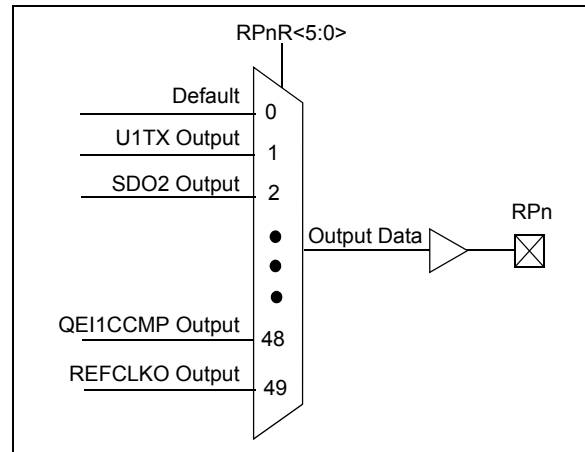 RPnR<5:0>
Default
0
U1TX Output
1
SDO2 Output
2
RPn
Output Data
QEI1CCMP Output
48
REFCLKO Output
49